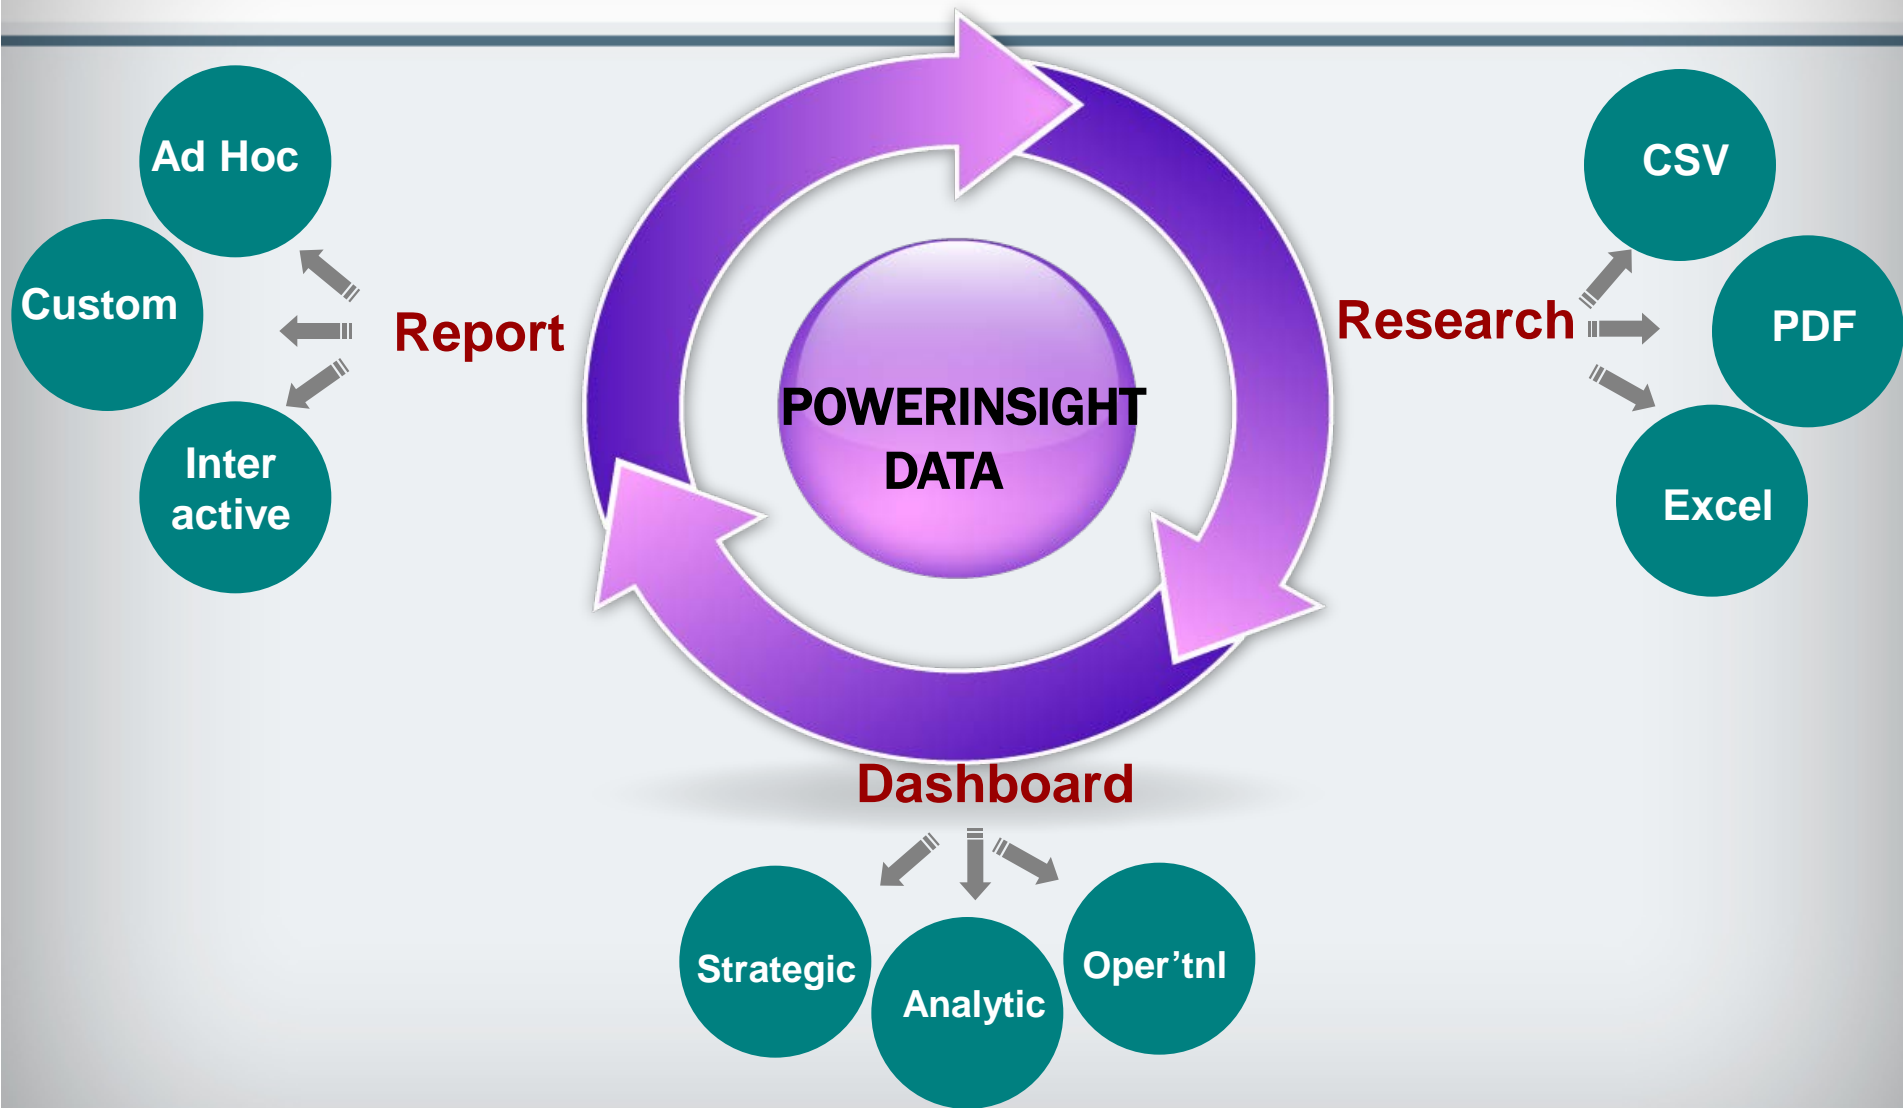 Ad Hoc
Custom
Inter
active
Report
POWERINSIGHT
DATA
Research
CSV
PDF
Excel
Dashboard
Strategic
Analytic
Oper’tnl